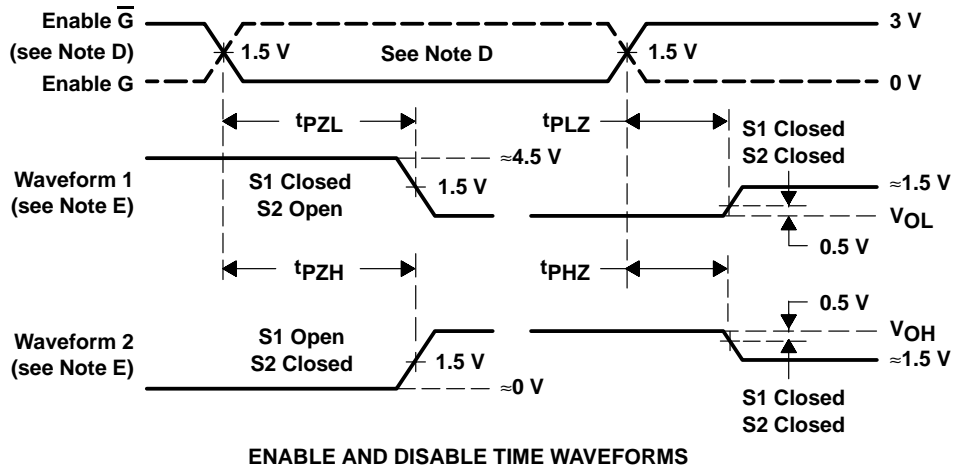 Enable G̅
(see Note D)
Enable G
1.5 V
See Note D
1.5 V
3 V
0 V
tPZL
tPLZ
S1 Closed
S2 Closed
Waveform 1
(see Note E)
S1 Closed
S2 Open
≈4.5 V
1.5 V
≈1.5 V
VOL
0.5 V
tPZH
tPHZ
0.5 V
Waveform 2
(see Note E)
S1 Open
S2 Closed
1.5 V
≈0 V
VOH
≈1.5 V
S1 Closed
S2 Closed
ENABLE AND DISABLE TIME WAVEFORMS